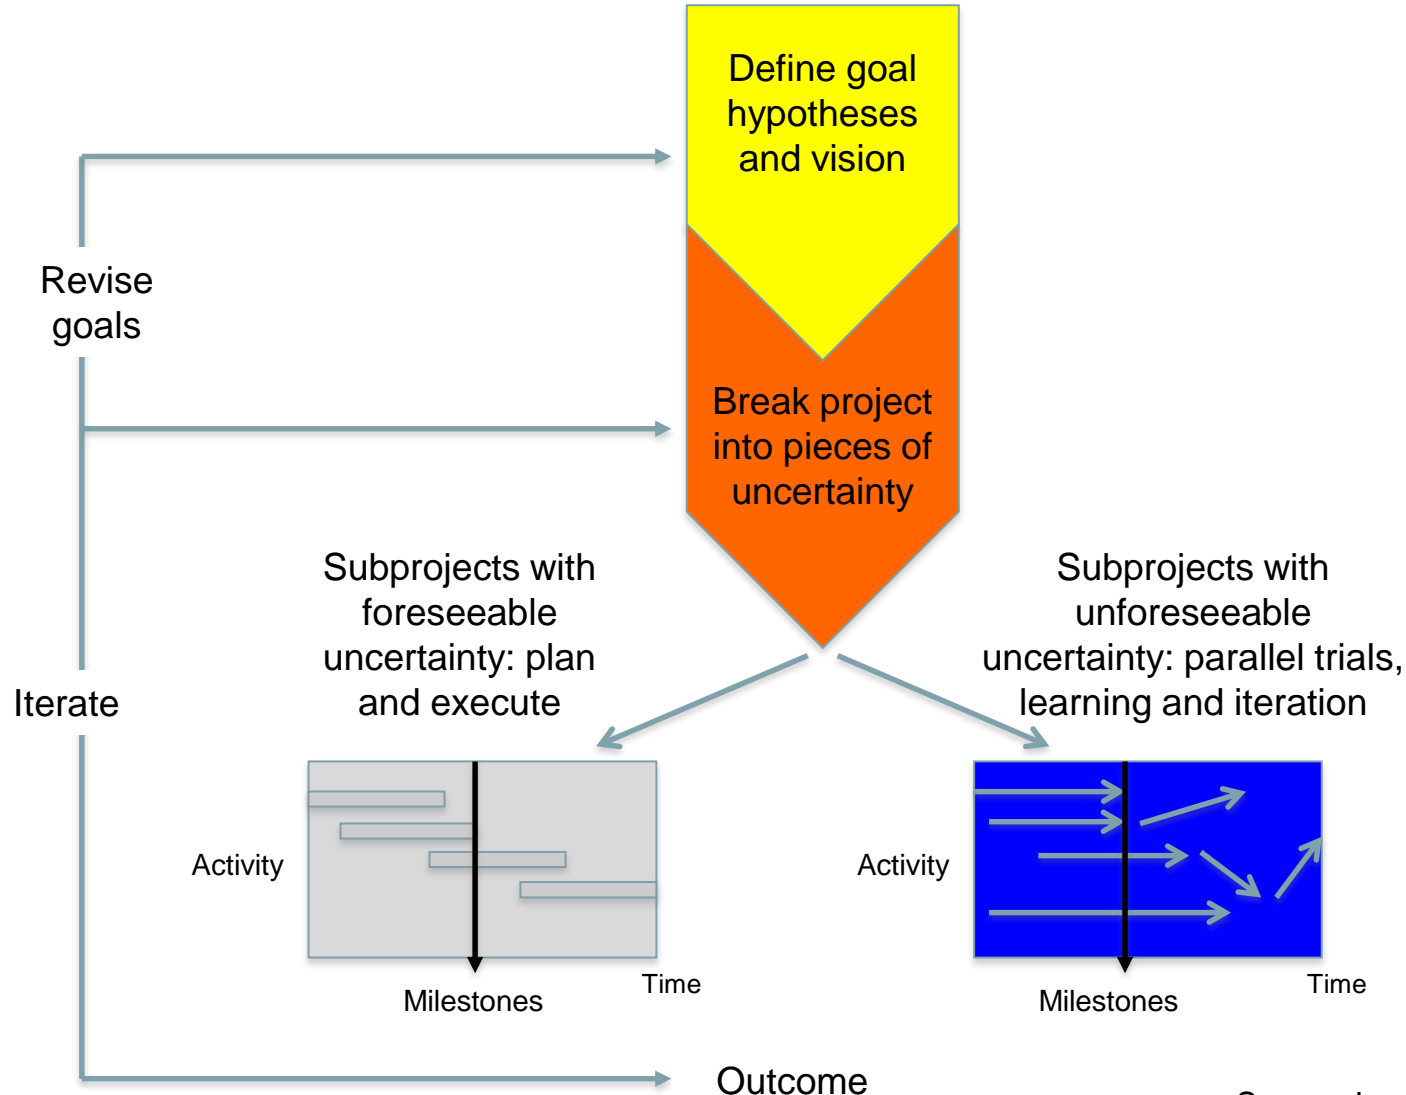 Define goal
hypotheses
and vision
Revise
goals
Break project
into pieces of
uncertainty
Subprojects with
foreseeable
uncertainty: plan
and execute
Subprojects with
unforeseeable
uncertainty: parallel trials,
learning and iteration
Iterate
Activity
Time
Milestones
Activity
Time
Milestones
Outcome